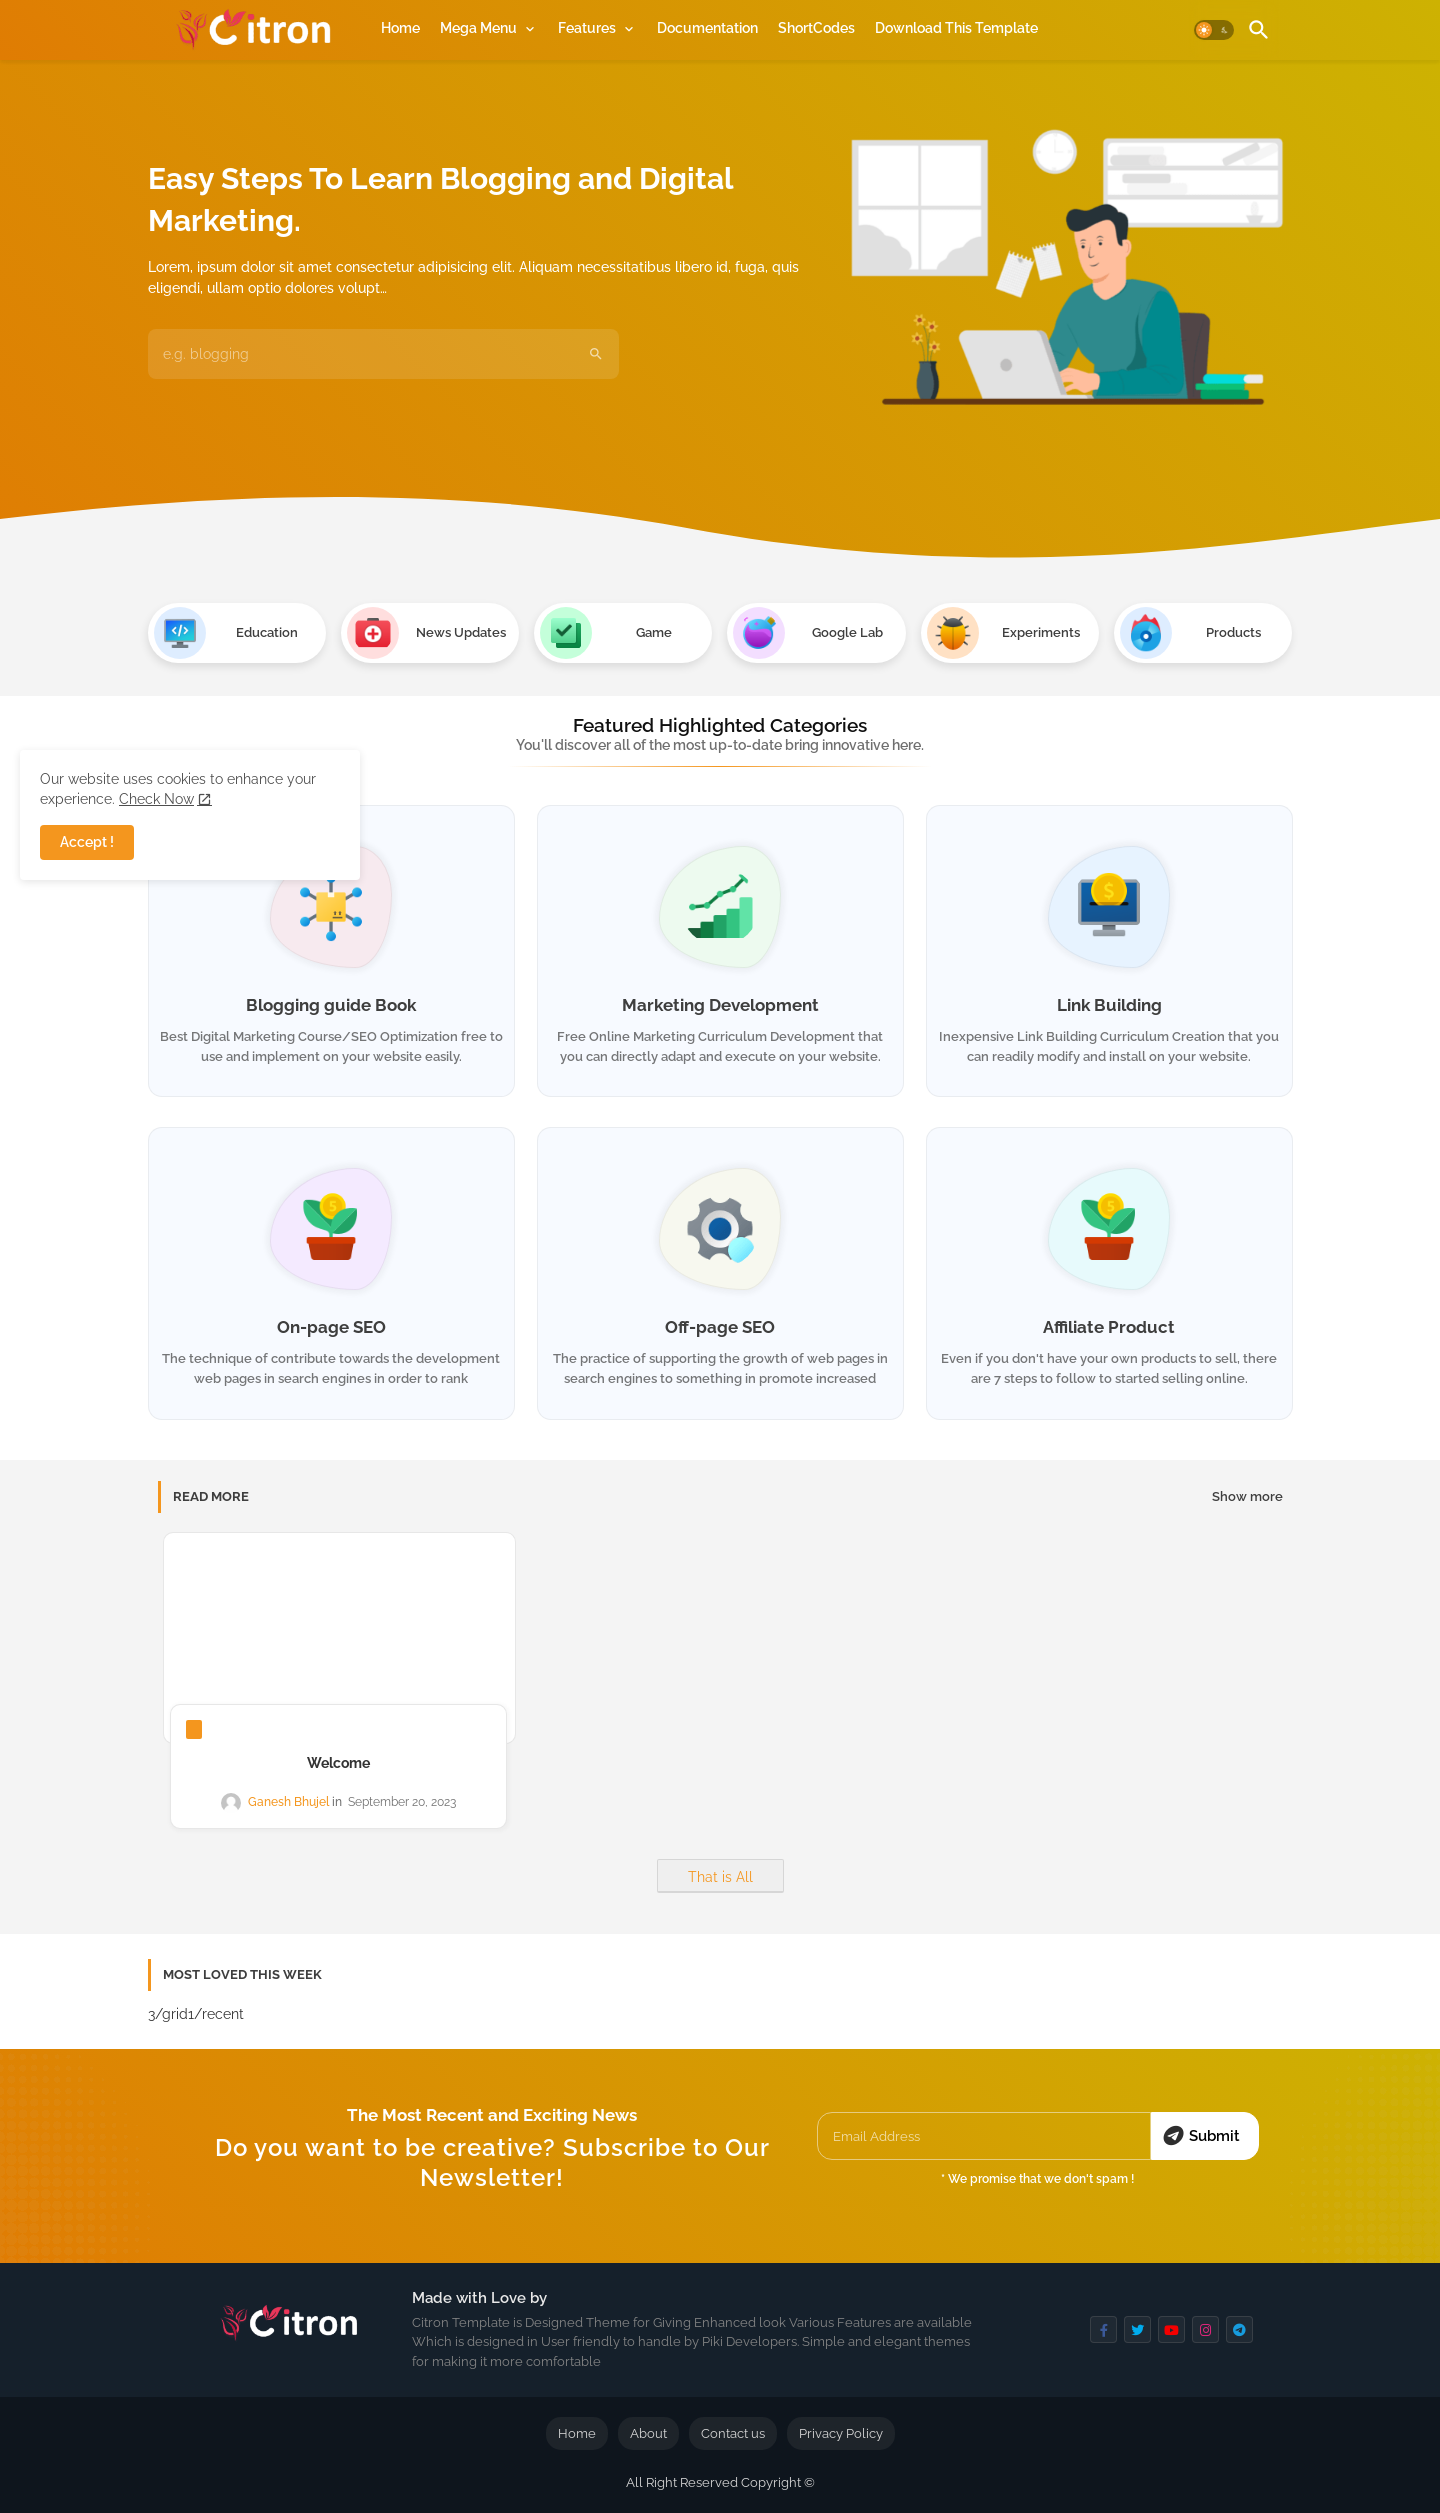 Citron
Home Mega Menu Features Documentation ShortCodes Download This Template
Easy Steps To Learn Blogging and Digital
Marketing.
Lorem, ipsum dolor sit amet consectetur adipisicing elit. Aliquam necessitatibus libero id, fuga, quis
eligendi, ullam optio dolores volupt…
e.g. blogging
Education
News Updates
Game
Google Lab
Experiments
Products
Featured Highlighted Categories
You'll discover all of the most up-to-date bring innovative here.
Our website uses cookies to enhance your
experience. Check Now
Accept !
Blogging guide Book
Best Digital Marketing Course/SEO Optimization free to
use and implement on your website easily.
Marketing Development
Free Online Marketing Curriculum Development that
you can directly adapt and execute on your website.
Link Building
Inexpensive Link Building Curriculum Creation that you
can readily modify and install on your website.
On-page SEO
The technique of contribute towards the development
web pages in search engines in order to rank
Off-page SEO
The practice of supporting the growth of web pages in
search engines to something in promote increased
Affiliate Product
Even if you don't have your own products to sell, there
are 7 steps to follow to started selling online.
READ MORE
Show more
Welcome
Ganesh Bhujel in September 20, 2023
That is All
MOST LOVED THIS WEEK
3/grid1/recent
The Most Recent and Exciting News
Do you want to be creative? Subscribe to Our
Newsletter!
Email Address
Submit
* We promise that we don't spam !
Citron
Made with Love by
Citron Template is Designed Theme for Giving Enhanced look Various Features are available
Which is designed in User friendly to handle by Piki Developers. Simple and elegant themes
for making it more comfortable
Home About Contact us Privacy Policy
All Right Reserved Copyright ©